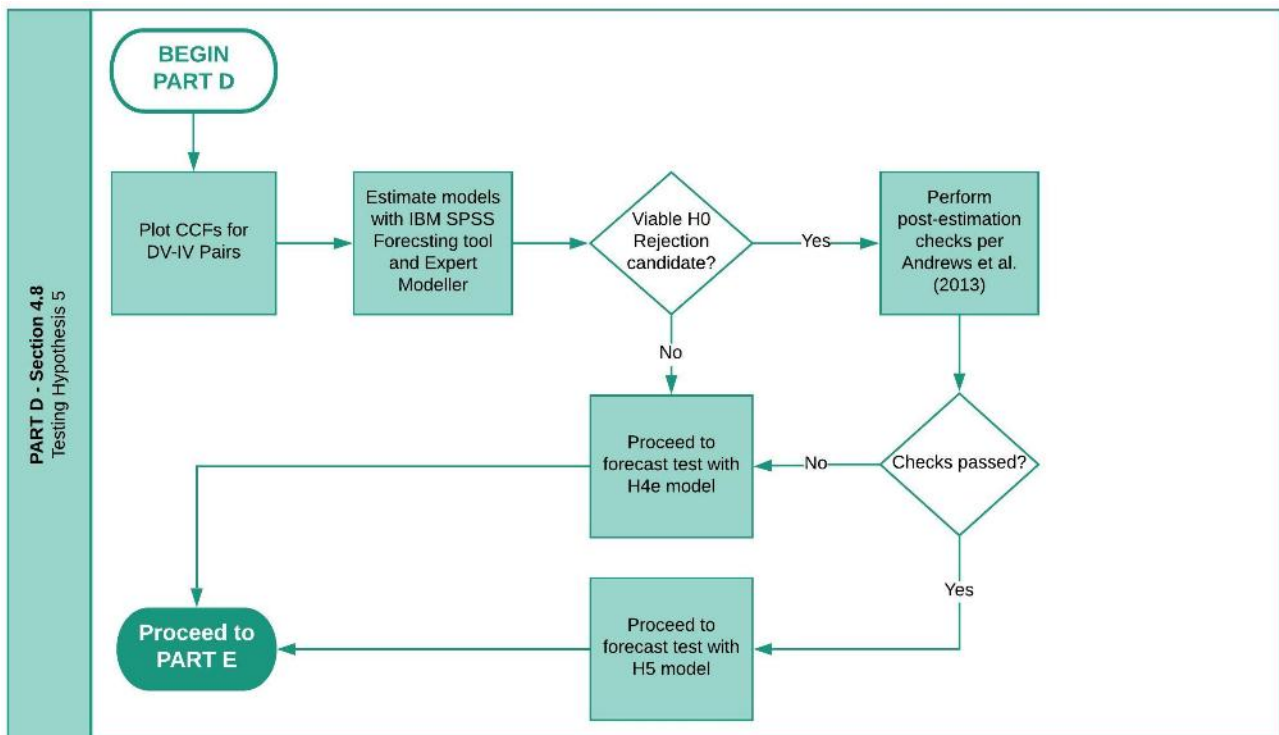 PART D - Section 4.8
Testing Hypothesis 5
BEGIN
PART D
Plot CCFs for
DV-IV Pairs
Estimate models
with IBM SPSS
Forecsting tool
and Expert
Modeller
Viable H0
Rejection
candidate?
Yes
Perform
post-estimation
checks per
Andrews et al.
(2013)
No
Proceed to
forecast test with
H4e model
No
Checks passed?
Yes
Proceed to
forecast test with
H5 model
Proceed to
PART E